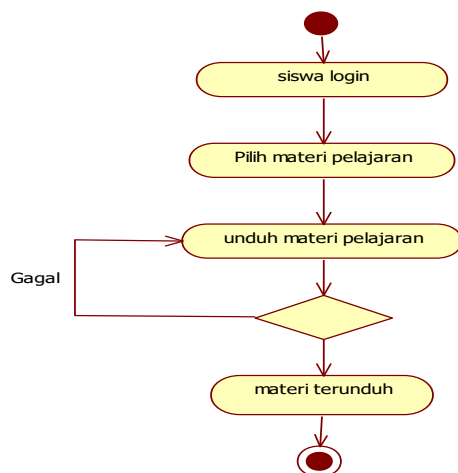 siswa login
Pilih materi pelajaran
unduh materi pelajaran
Gagal
materi terunduh